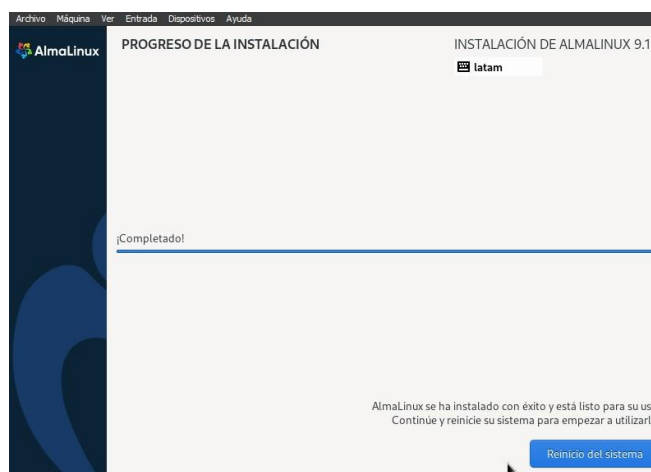 Archivo Máquina Ver Entrada Dispositivos Ayuda
AlmaLinux
PROGRESO DE LA INSTALACIÓN
INSTALACIÓN DE ALMALINUX 9.1
latam
¡Completado!
AlmaLinux se ha instalado con éxito y está listo para su us
Continúe y reinicie su sistema para empezar a utilizarl
Reinicio del sistema